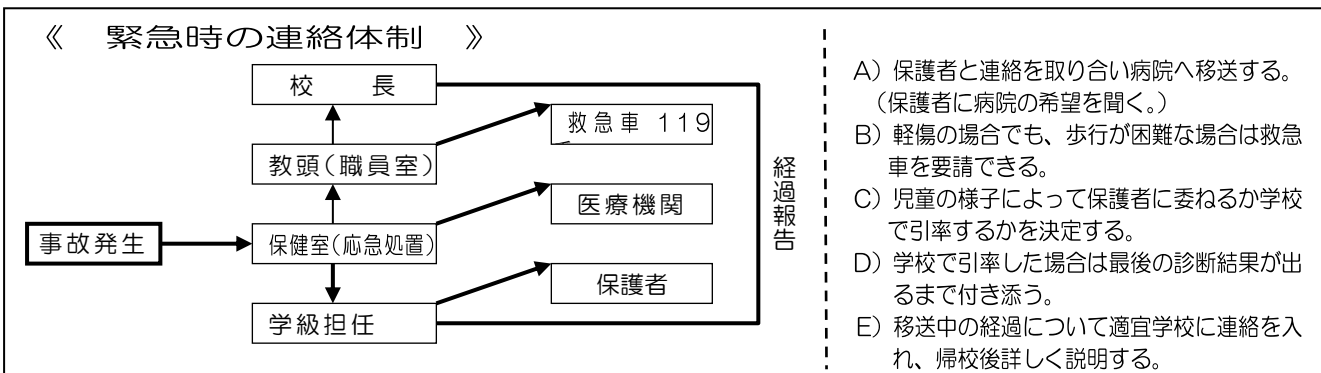 《　緊急時の連絡体制　》
校　　長
救急車 119
教頭(職員室)
医療機関
事故発生
保健室(応急処置)
保護者
学級担任
経過報告
A）保護者と連絡を取り合い病院へ移送する。
（保護者に病院の希望を聞く。）
B）軽傷の場合でも、歩行が困難な場合は救急
車を要請できる。
C）児童の様子によって保護者に委ねるか学校
で引率するかを決定する。
D）学校で引率した場合は最後の診断結果が出
るまで付き添う。
E）移送中の経過について適宜学校に連絡を入
れ、帰校後詳しく説明する。